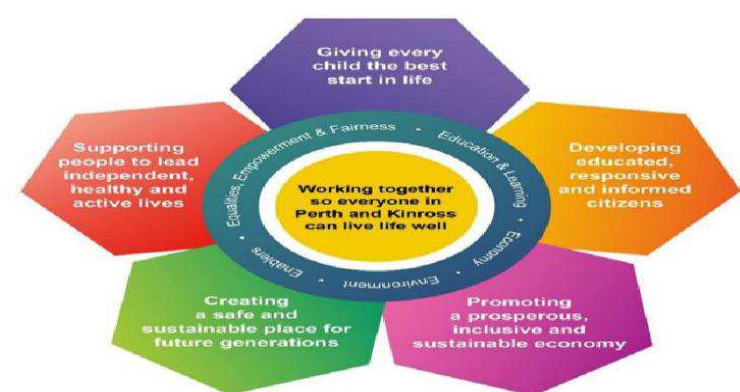 Giving every
child the best
start in life
Supporting
people to lead
independent,
healthy and
active lives
Developing
educated,
responsive
and informed
citizens
Equalities, Empowerment & Fairness • Education & Learning • Economy • Environment • Enablers •
Working together
so everyone in
Perth and Kinross
can live life well
Creating
a safe and
sustainable place for
future generations
Promoting
a prosperous,
inclusive and
sustainable economy